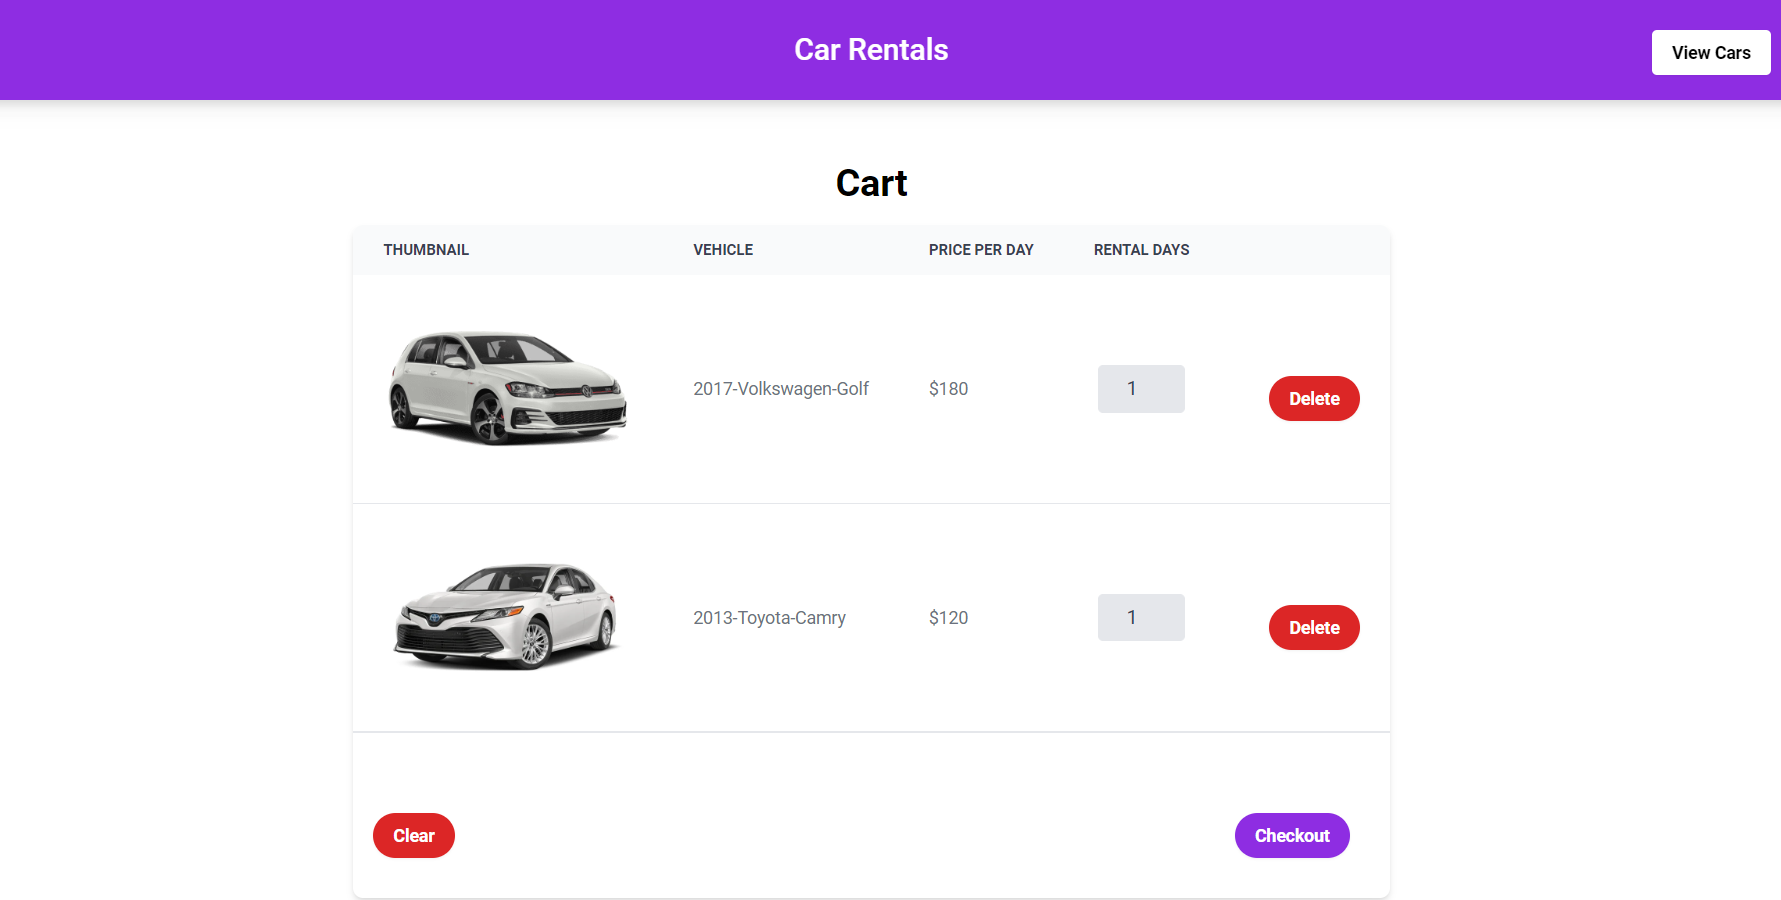 Car Rentals
View Cars
Cart
THUMBNAIL VEHICLE PRICE PER DAY RENTAL DAYS
2017-Volkswagen-Golf $180 1 Delete
2013-Toyota-Camry $120 1 Delete
Clear Checkout